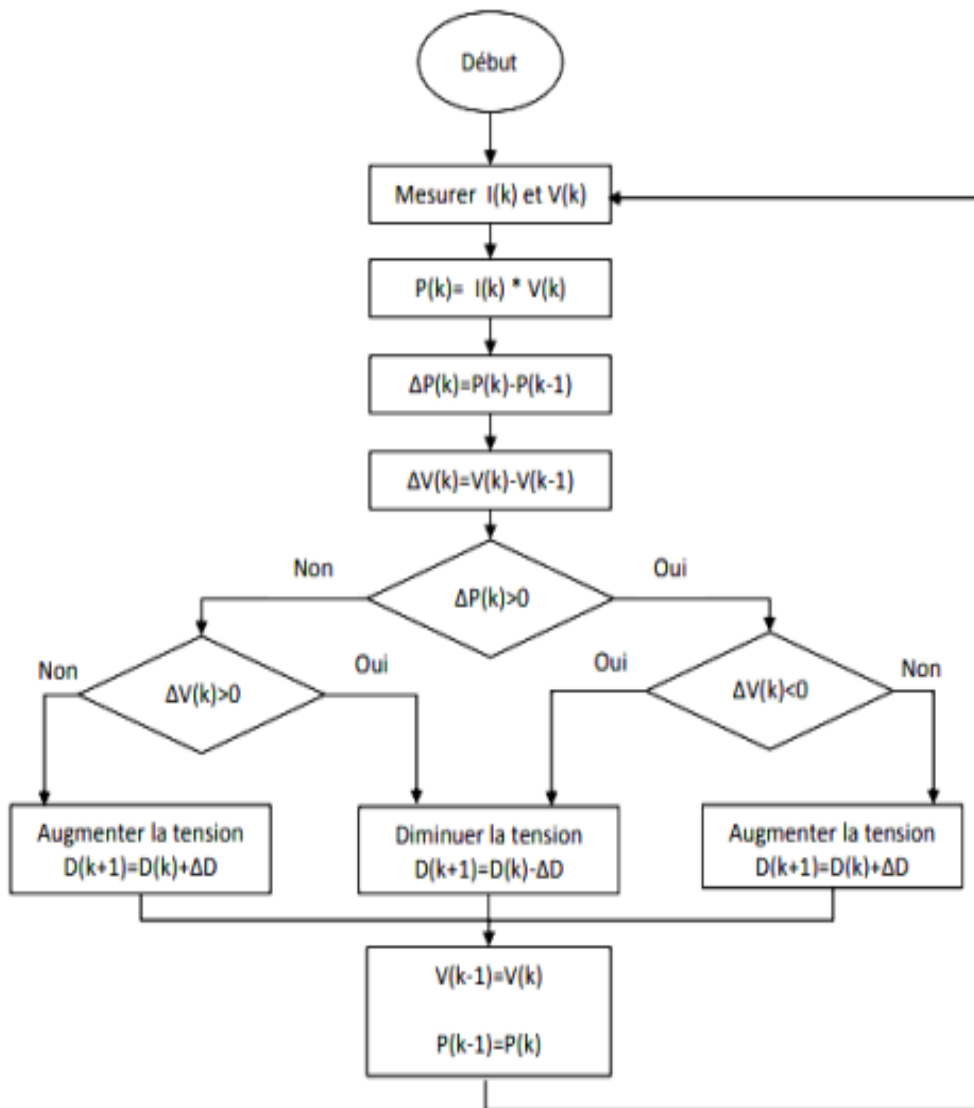 Début
Mesurer I(k) et V(k)
P(k)= I(k) * V(k)
ΔP(k)=P(k)-P(k-1)
ΔV(k)=V(k)-V(k-1)
Non
Oui
ΔP(k)>0
Non
Oui
Oui
Non
ΔV(k)>0
ΔV(k)<0
Augmenter la tension
D(k+1)=D(k)+ΔD
Diminuer la tension
D(k+1)=D(k)-ΔD
Augmenter la tension
D(k+1)=D(k)+ΔD
V(k-1)=V(k)
P(k-1)=P(k)